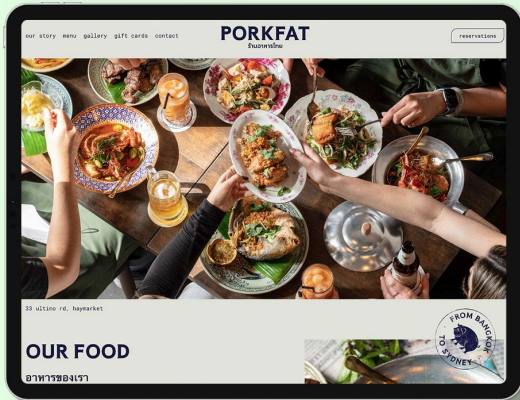 our story menu gallery gift cards contact
PORKFAT
ร้านอาหารไทย
reservations
33 ultimo rd, haymarket
FROM BANGKOK
TO SYDNEY
OUR FOOD
อาหารของเรา